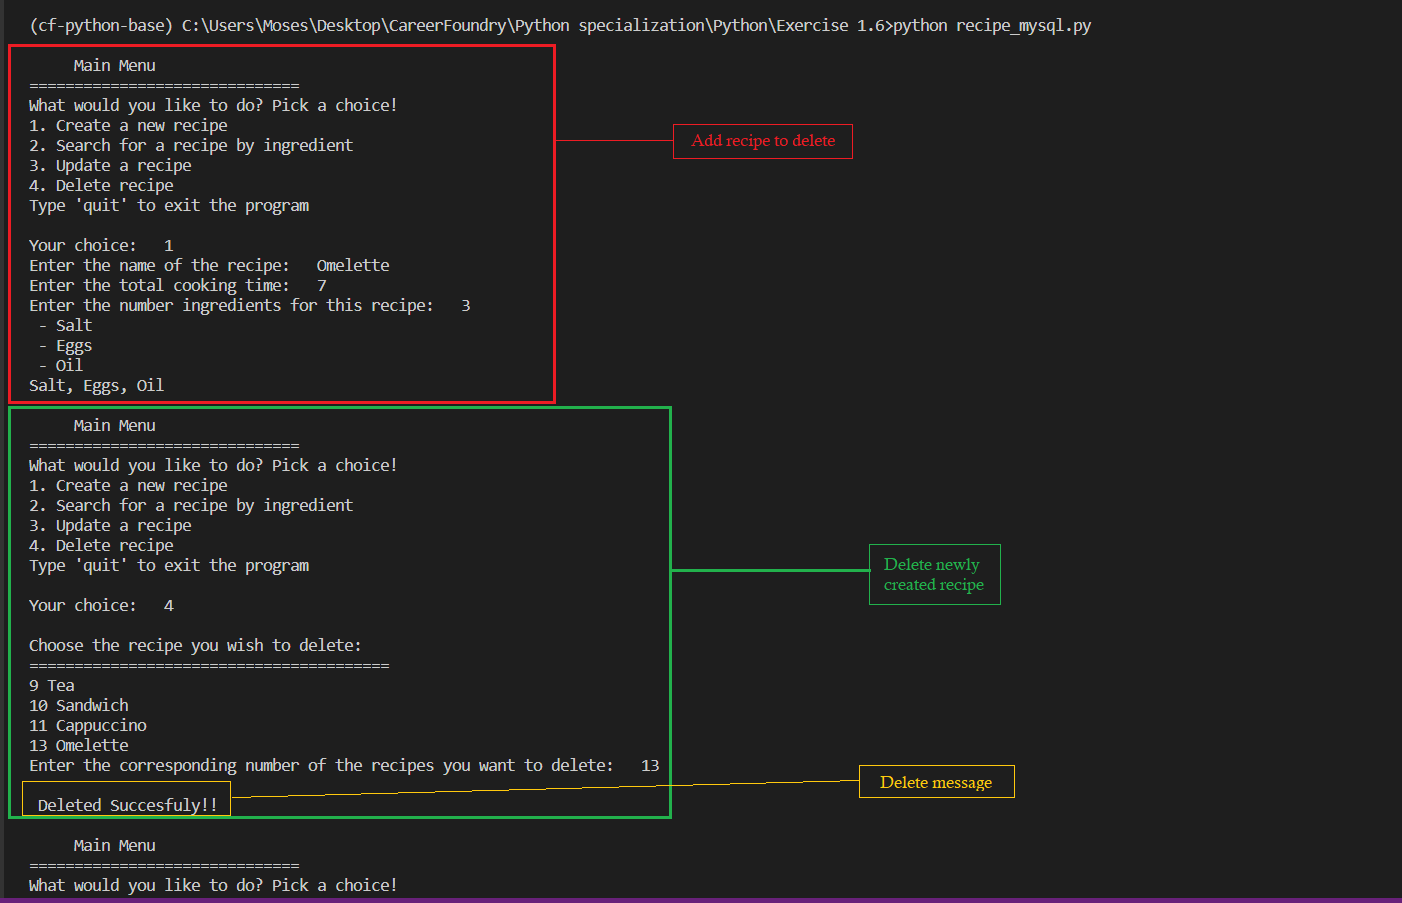 (cf-python-base) C:\Users\Moses\Desktop\CareerFoundry\Python specialization\Python\Exercise 1.6>python recipe_mysql.py
Main Menu
==============================
What would you like to do? Pick a choice!
1. Create a new recipe
2. Search for a recipe by ingredient
3. Update a recipe
4. Delete recipe
Type 'quit' to exit the program
Add recipe to delete
Your choice:   1
Enter the name of the recipe:   Omelette
Enter the total cooking time:   7
Enter the number ingredients for this recipe:   3
- Salt
- Eggs
- Oil
Salt, Eggs, Oil
Main Menu
==============================
What would you like to do? Pick a choice!
1. Create a new recipe
2. Search for a recipe by ingredient
3. Update a recipe
4. Delete recipe
Type 'quit' to exit the program
Delete newly
created recipe
Your choice:   4
Choose the recipe you wish to delete:
========================================
9 Tea
10 Sandwich
11 Cappuccino
13 Omelette
Enter the corresponding number of the recipes you want to delete:   13
Deleted Succesfuly!!
Delete message
Main Menu
==============================
What would you like to do? Pick a choice!